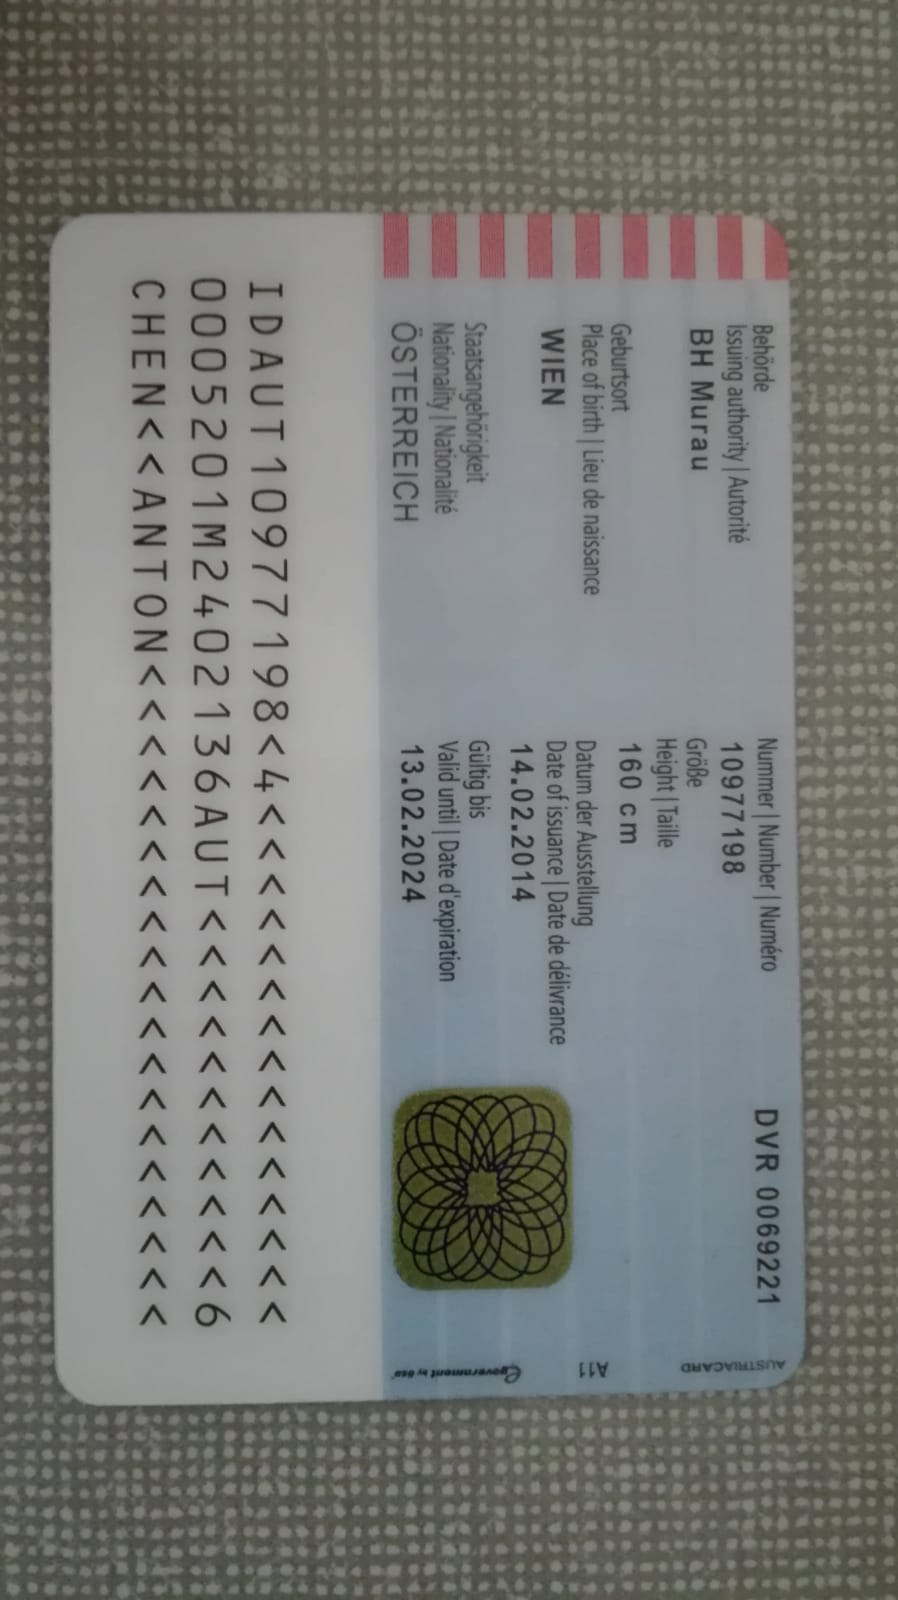 Behörde
Issuing authority | Autorité
BH Murau
Geburtsort
Place of birth | Lieu de naissance
WIEN
Staatsangehörigkeit
Nationality | Nationalité
ÖSTERREICH
Nummer | Number | Numéro
10977198
Größe
Height | Taille
160 cm
Datum der Ausstellung
Date of issuance | Date de délivrance
14.02.2014
Gültig bis
Valid until | Date d'expiration
13.02.2024
DVR 0069221
AUSTRIACARD
A11
egovernment by OSD
IDAUT10977198<4<<<<<<<<<<<<<<<
0005201M2402136AUT<<<<<<<<<<<6
CHEN<<ANTON<<<<<<<<<<<<<<<<<<<